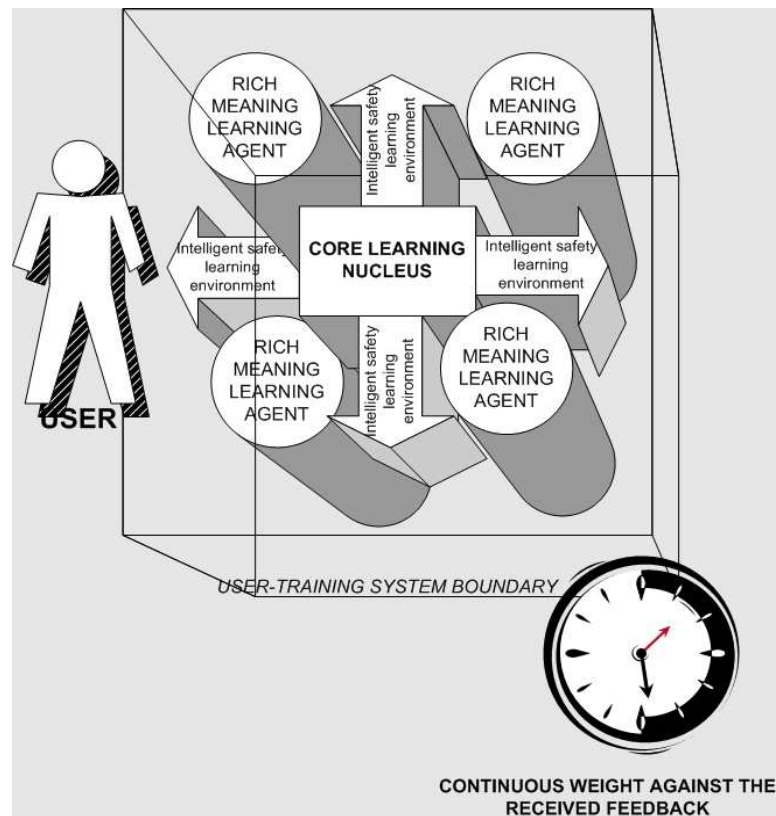 RICH
MEANING
LEARNING
AGENT
RICH
MEANING
LEARNING
AGENT
Intelligent safety
learning
environment
Intelligent safety
learning
environment
CORE LEARNING
NUCLEUS
Intelligent safety
learning
environment
RICH
MEANING
LEARNING
AGENT
Intelligent safety
learning
environment
RICH
MEANING
LEARNING
AGENT
USER
USER-TRAINING SYSTEM BOUNDARY
CONTINUOUS WEIGHT AGAINST THE
RECEIVED FEEDBACK